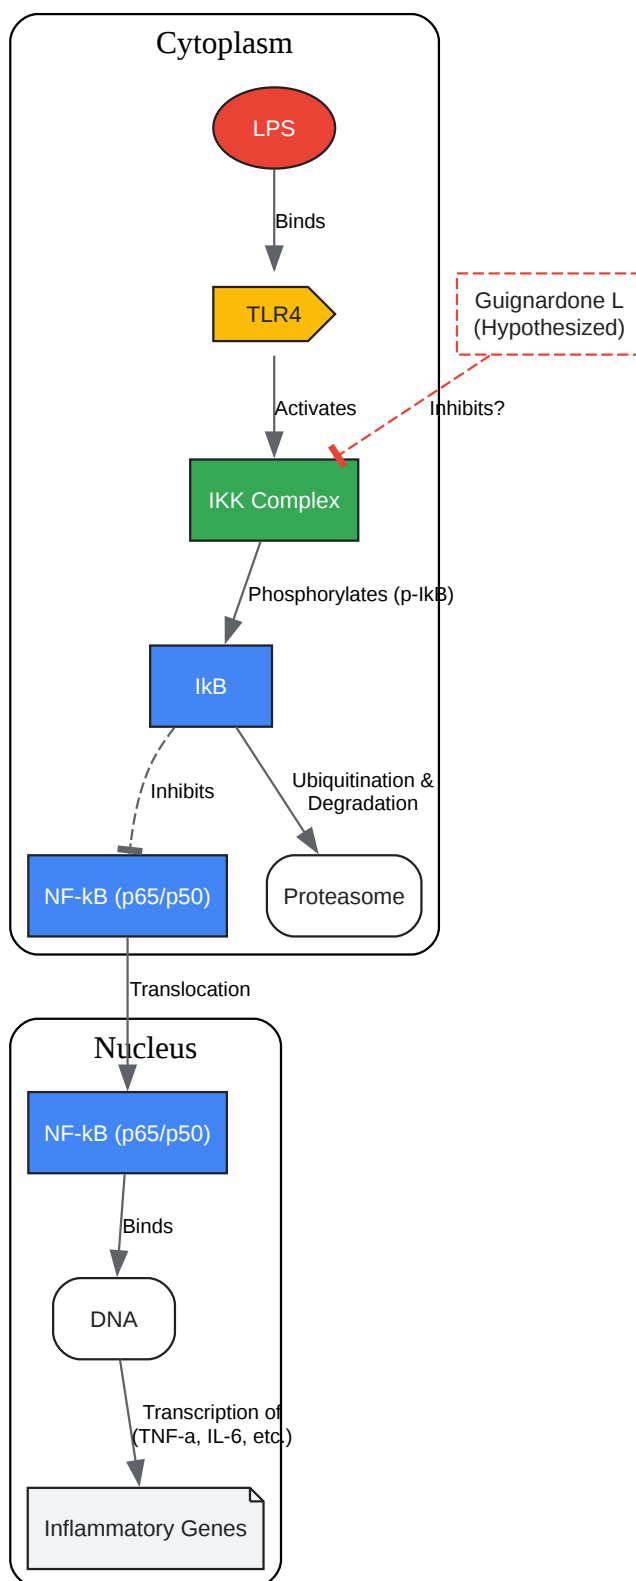 Cytoplasm
LPS
Binds
TLR4
Guignardone L
(Hypothesized)
Activates
Inhibits?
IKK Complex
Phosphorylates (p-IkB)
IkB
Ubiquitination &
Degradation
Inhibits
NF-kB (p65/p50)
Proteasome
Translocation
Nucleus
NF-kB (p65/p50)
Binds
DNA
Transcription of
(TNF-a, IL-6, etc.)
Inflammatory Genes